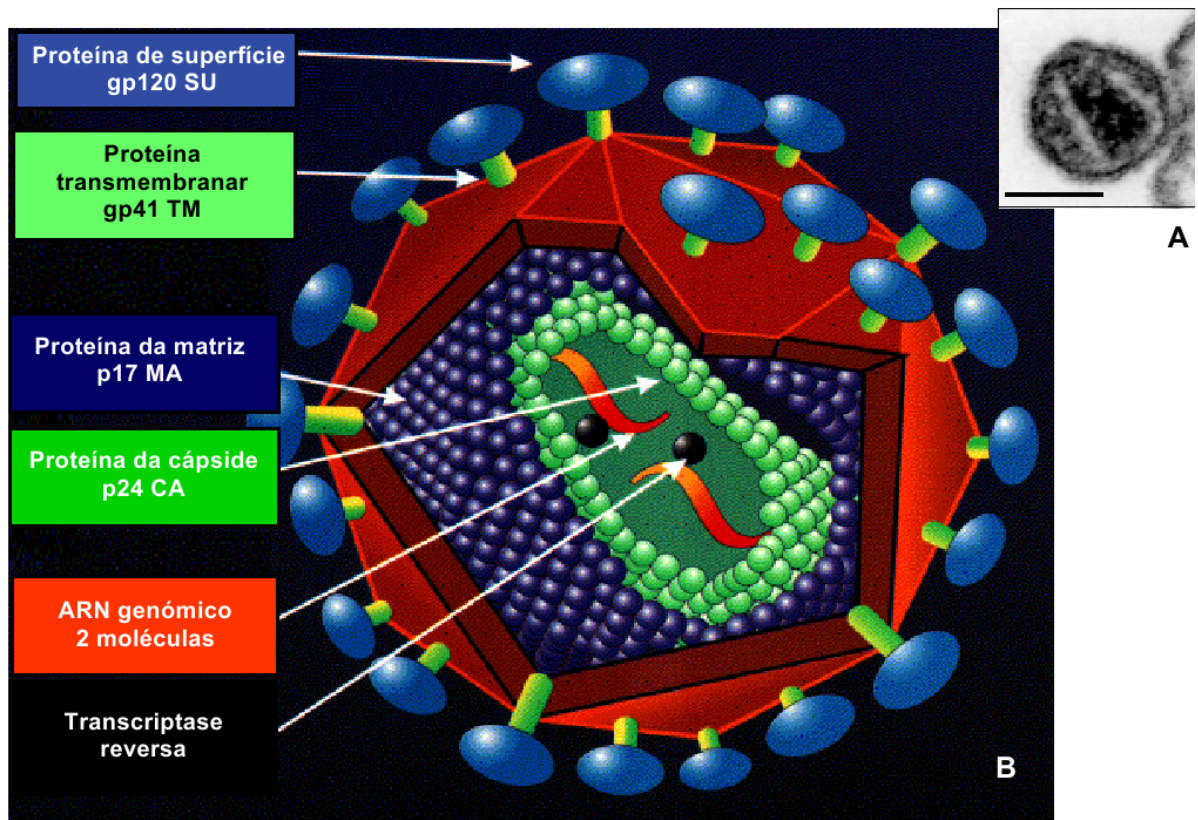 Proteína de superfície
gp120 SU
Proteína
transmembranar
gp41 TM
Proteína da matriz
p17 MA
Proteína da cápside
p24 CA
ARN genómico
2 moléculas
Transcriptase
reversa
A
B